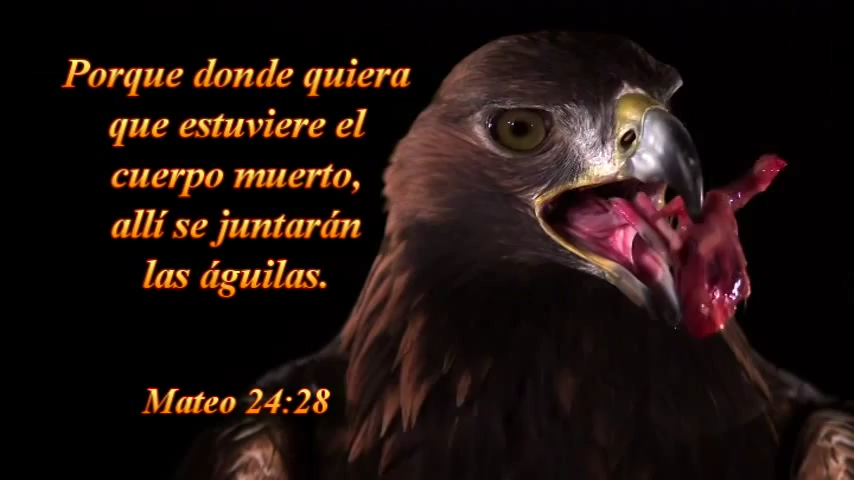 Porque donde quiera
que estuviere el
cuerpo muerto,
allí se juntarán
las águilas.
Mateo 24:28